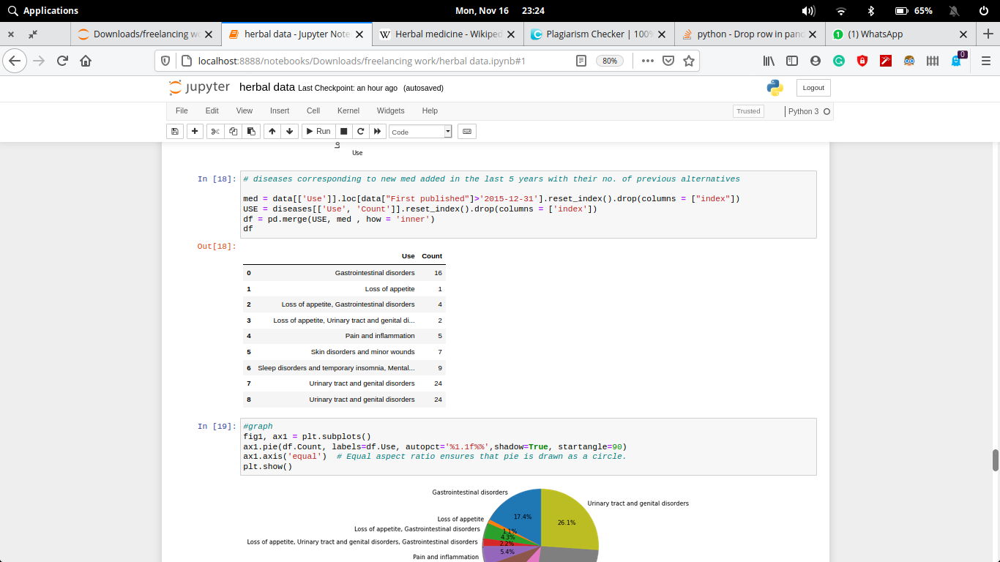 Applications
Mon, Nov 16 23:24
65%
Downloads/freelancing wo
herbal data - Jupyter Note
Herbal medicine - Wikiped
Plagiarism Checker | 100%
python - Drop row in pand
(1) WhatsApp
localhost:8888/notebooks/Downloads/freelancing work/herbal data.ipynb#1
80%
0
jupyter herbal data Last Checkpoint: an hour ago (autosaved)
Logout
File Edit View Insert Cell Kernel Widgets Help
Trusted
Python 3
Run
Code
Lo
Use
In [18]: # diseases corresponding to new med added in the last 5 years with their no. of previous alternatives
med = data[['Use']].loc[data["First published"]>'2015-12-31'].reset_index().drop(columns = ["index"])
USE = diseases[['Use', 'Count']].reset_index().drop(columns = ['index'])
df = pd.merge(USE, med , how = 'inner')
df
Out[18]:
Use Count
0 Gastrointestinal disorders 16
1 Loss of appetite 1
2 Loss of appetite, Gastrointestinal disorders 4
3 Loss of appetite, Urinary tract and genital di... 2
4 Pain and inflammation 5
5 Skin disorders and minor wounds 7
6 Sleep disorders and temporary insomnia, Mental... 9
7 Urinary tract and genital disorders 24
8 Urinary tract and genital disorders 24
In [19]: #graph
fig1, ax1 = plt.subplots()
ax1.pie(df.Count, labels=df.Use, autopct='%1.1f%%',shadow=True, startangle=90)
ax1.axis('equal') # Equal aspect ratio ensures that pie is drawn as a circle.
plt.show()
Gastrointestinal disorders
Urinary tract and genital disorders
17.4%
26.1%
Loss of appetite
1.1%
Loss of appetite, Gastrointestinal disorders
4.3%
Loss of appetite, Urinary tract and genital disorders, Gastrointestinal disorders
2.2%
5.4%
Pain and inflammation